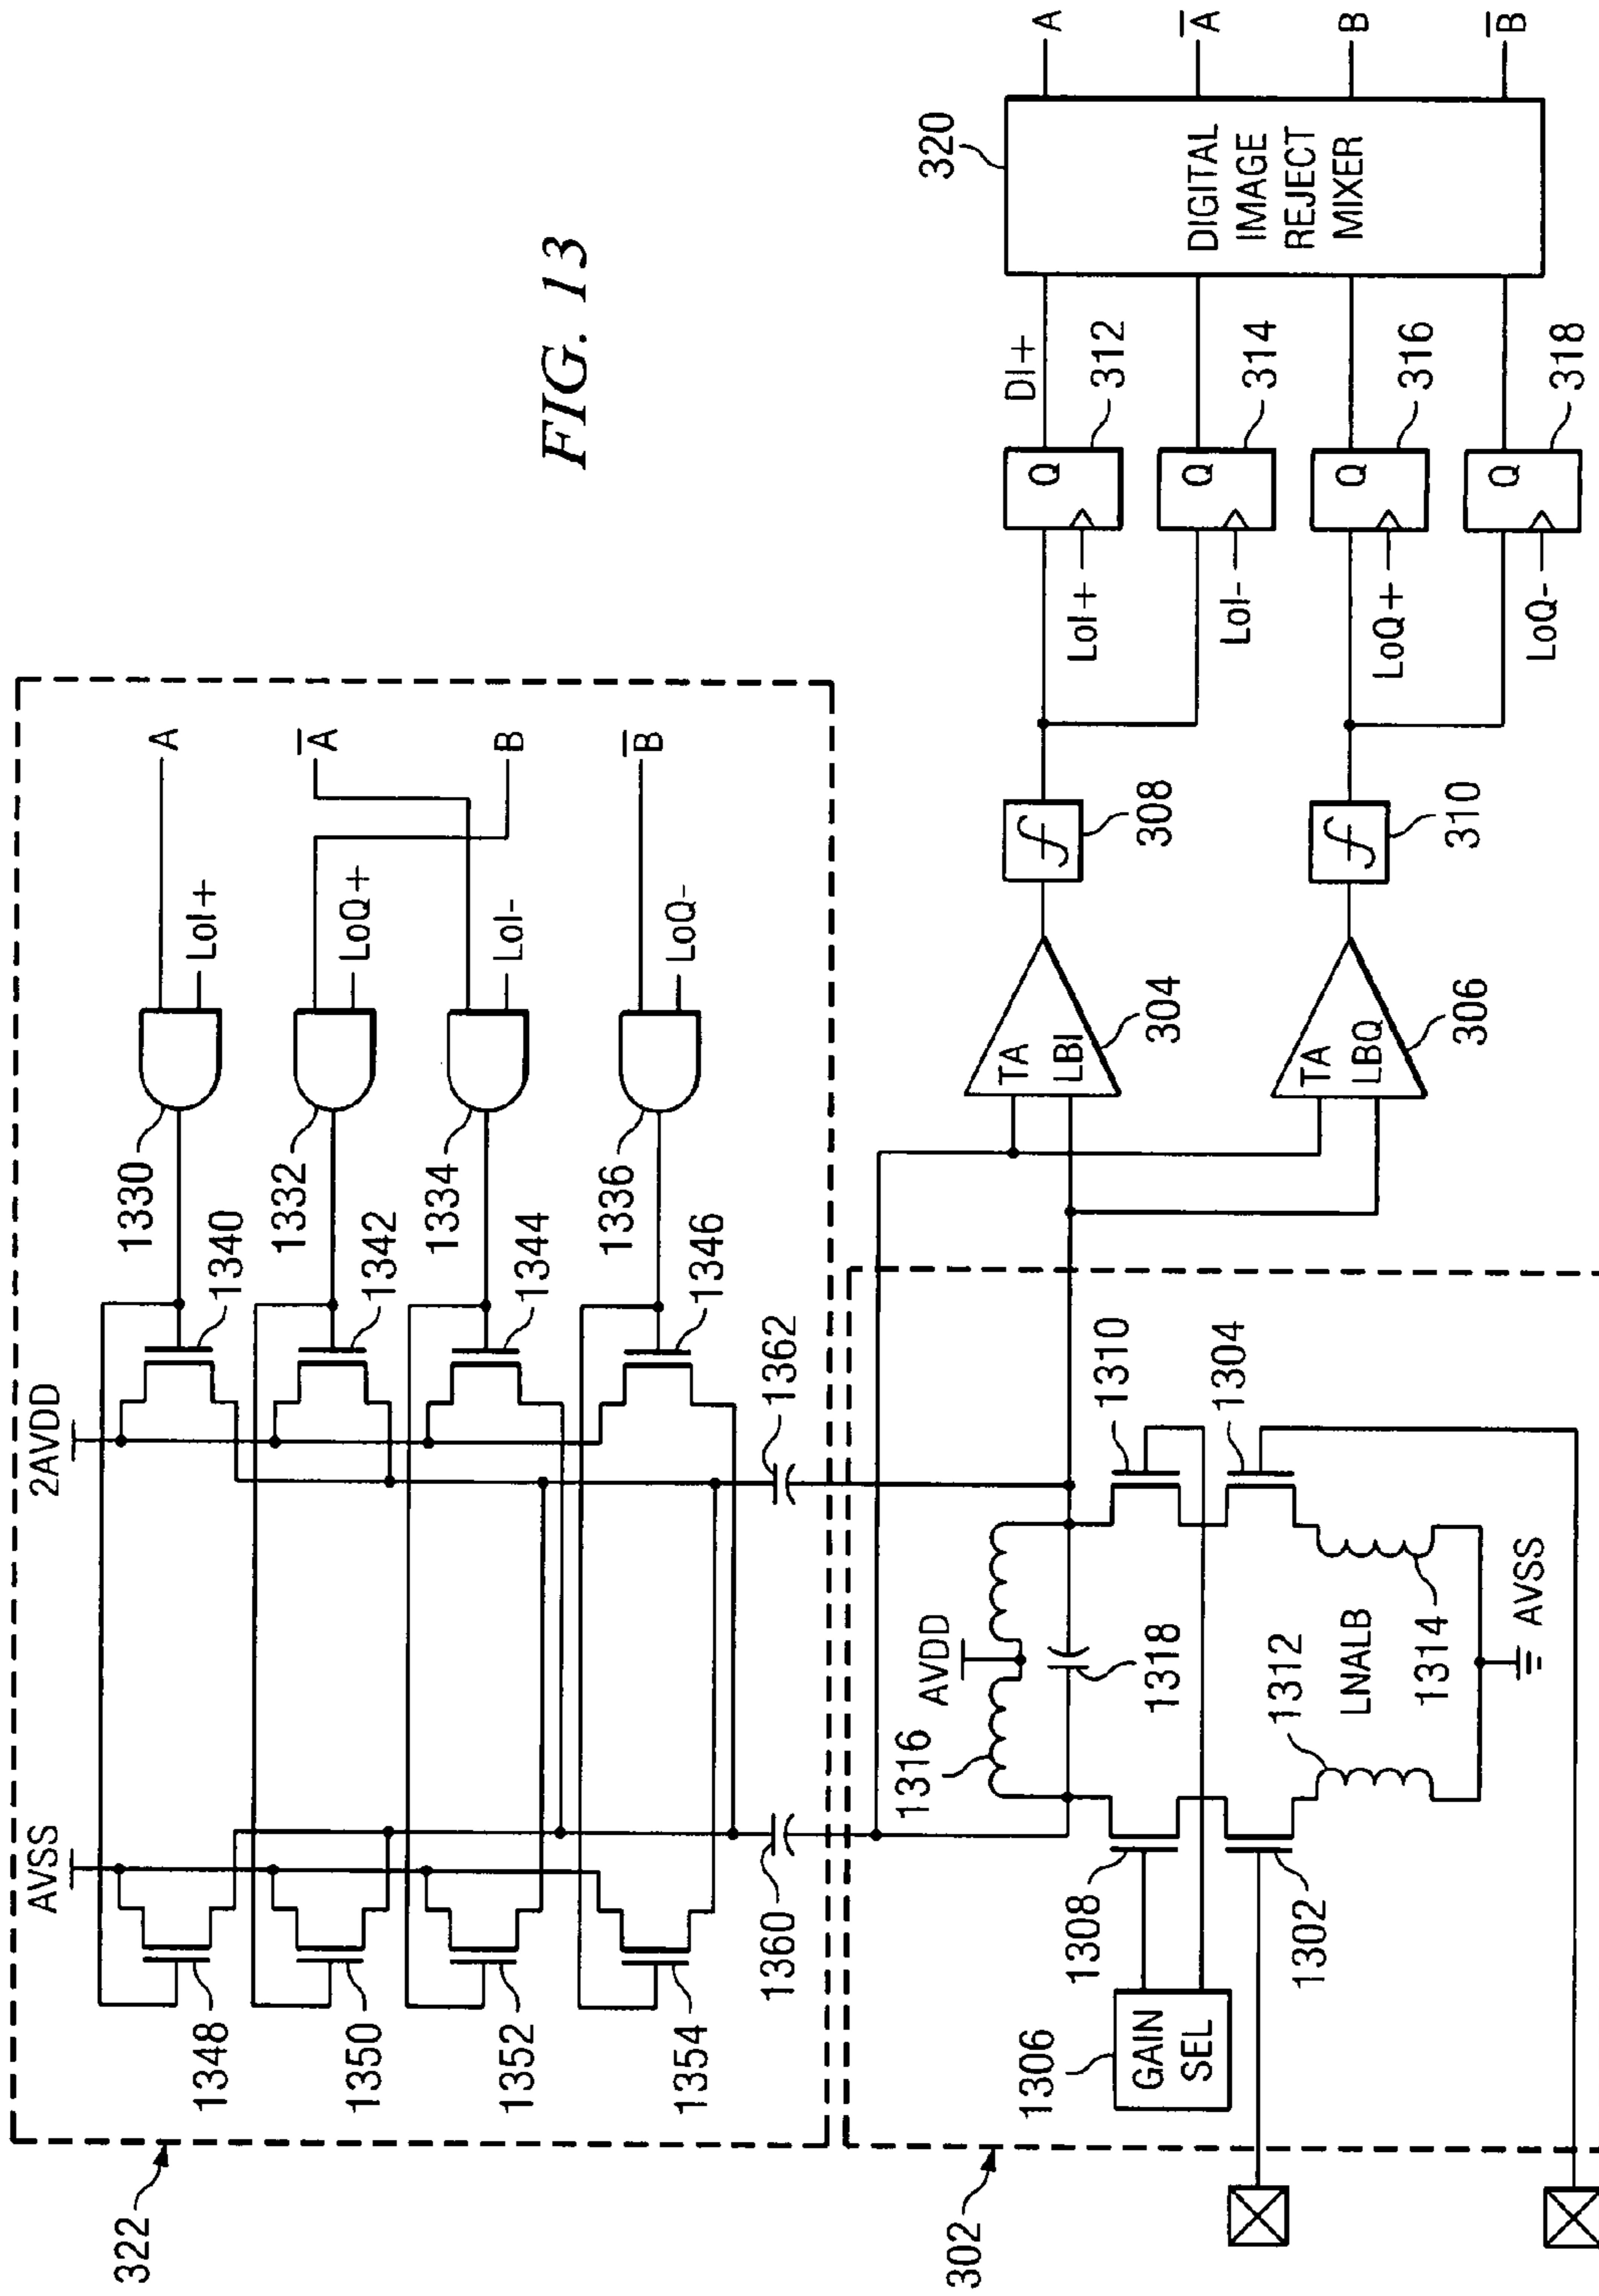 FIG. 13
322
AVSS
2AVDD
1348
1350
1352
1354
1340
1342
1344
1346
1330
1332
1334
1336
A
LoI+
A̅
LoQ+
B
LoI-
B̅
LoQ-
1360
1362
302
1306
GAIN
SEL
1308
1302
1316
AVDD
1318
1310
1304
1312
LNALB
1314
AVSS
TA
LBI
304
TA
LBQ
306
308
310
LoI+
LoI-
LoQ+
LoQ-
Q
Q
Q
Q
DI+
312
314
316
318
320
DIGITAL
IMAGE
REJECT
MIXER
A
A̅
B
B̅